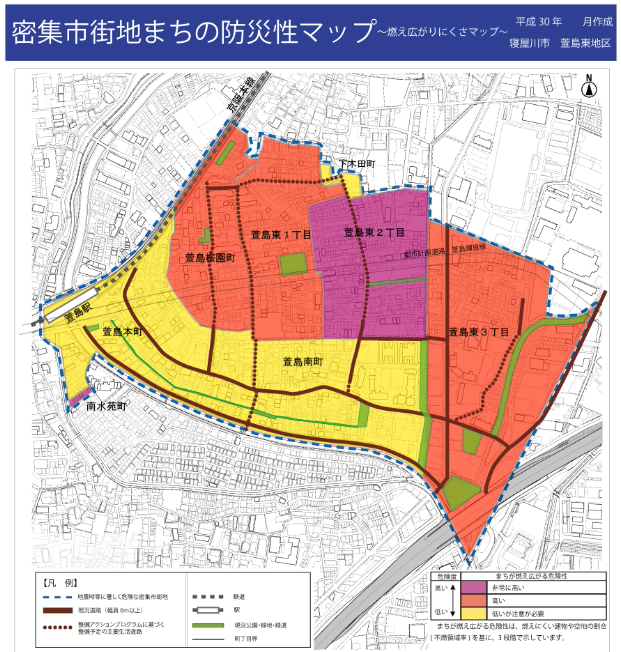 密集市街地まちの防災性マップ
~燃え広がりにくさマップ~
平成30年　月作成
寝屋川市　萱島東地区
京阪本線
N
下木田町
萱島東1丁目
萱島東2丁目
萱島桜園町
都市計画道路　萱島讃良線
萱島駅
萱島本町
萱島南町
萱島東3丁目
南水苑町
【凡　例】
地震時等に著しく危険な密集市街地
現況道路（幅員6m以上）
整備アクションプログラムに基づく
整備予定の主要生活道路
鉄道
駅
現況公園・緑地・緑道
町丁目界
危険度
まちが燃え広がる危険性
高い
非常に高い
高い
低い
低いが注意が必要
まちが燃え広がる危険性は、燃えにくい建物や空地の割合
(不燃領域率)を基に、3段階で示しています。